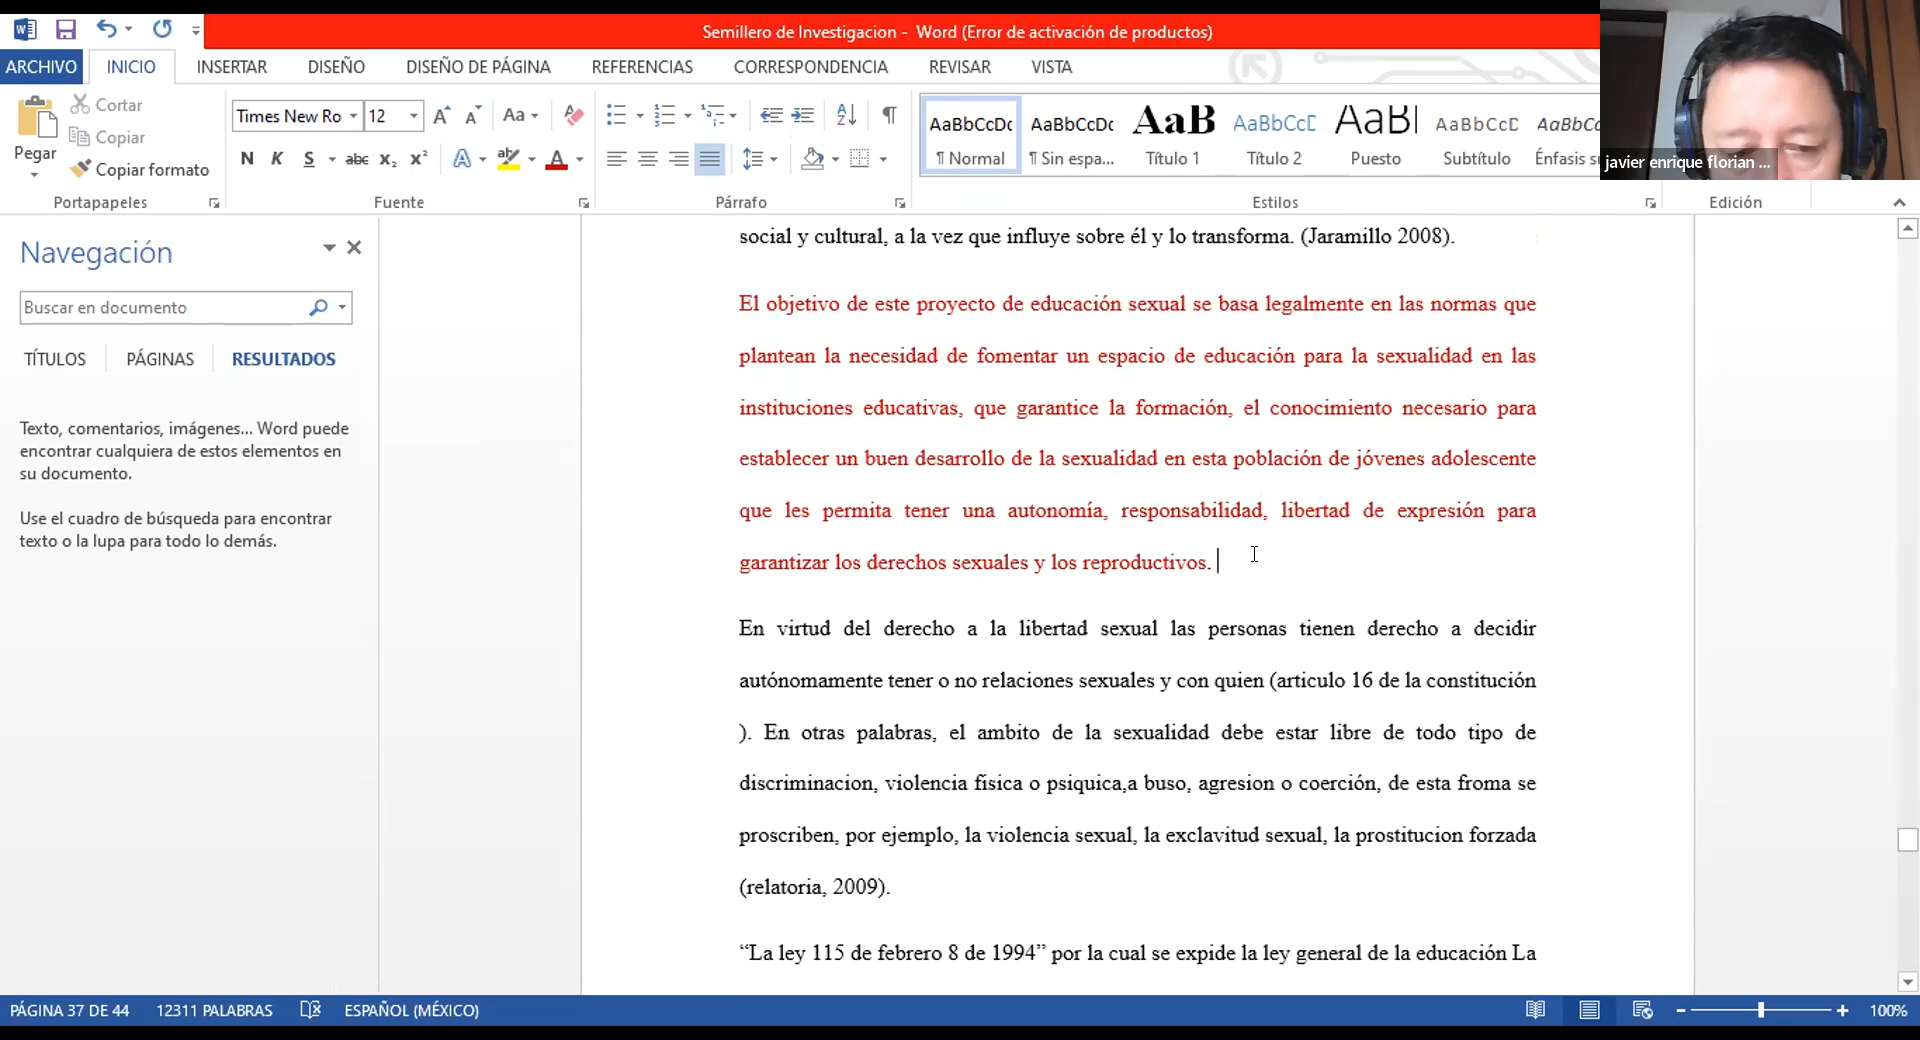 Semillero de Investigacion - Word (Error de activación de productos)
ARCHIVO INICIO INSERTAR DISEÑO DISEÑO DE PÁGINA REFERENCIAS CORRESPONDENCIA REVISAR VISTA
Pegar
Cortar
Copiar
Copiar formato
Portapapeles
Times New Ro 12
Aa
N K S abc x₂ x² A A
Fuente
Párrafo
AaBbCcDc AaBbCcDc AaB AaBbCcE AaB AaBbCcD AaBbCc
¶ Normal ¶ Sin espa... Título 1 Título 2 Puesto Subtítulo Énfasis s
Estilos
Edición
javier enrique florian ...
Navegación
Buscar en documento
TÍTULOS PÁGINAS RESULTADOS
Texto, comentarios, imágenes... Word puede
encontrar cualquiera de estos elementos en
su documento.
Use el cuadro de búsqueda para encontrar
texto o la lupa para todo lo demás.
social y cultural, a la vez que influye sobre él y lo transforma. (Jaramillo 2008).
El objetivo de este proyecto de educación sexual se basa legalmente en las normas que
plantean la necesidad de fomentar un espacio de educación para la sexualidad en las
instituciones educativas, que garantice la formación, el conocimiento necesario para
establecer un buen desarrollo de la sexualidad en esta población de jóvenes adolescente
que les permita tener una autonomía, responsabilidad, libertad de expresión para
garantizar los derechos sexuales y los reproductivos.
En virtud del derecho a la libertad sexual las personas tienen derecho a decidir
autónomamente tener o no relaciones sexuales y con quien (articulo 16 de la constitución
). En otras palabras, el ambito de la sexualidad debe estar libre de todo tipo de
discriminacion, violencia física o psiquica,a buso, agresion o coerción, de esta froma se
proscriben, por ejemplo, la violencia sexual, la exclavitud sexual, la prostitucion forzada
(relatoria, 2009).
“La ley 115 de febrero 8 de 1994” por la cual se expide la ley general de la educación La
PÁGINA 37 DE 44 12311 PALABRAS ESPAÑOL (MÉXICO) 100%